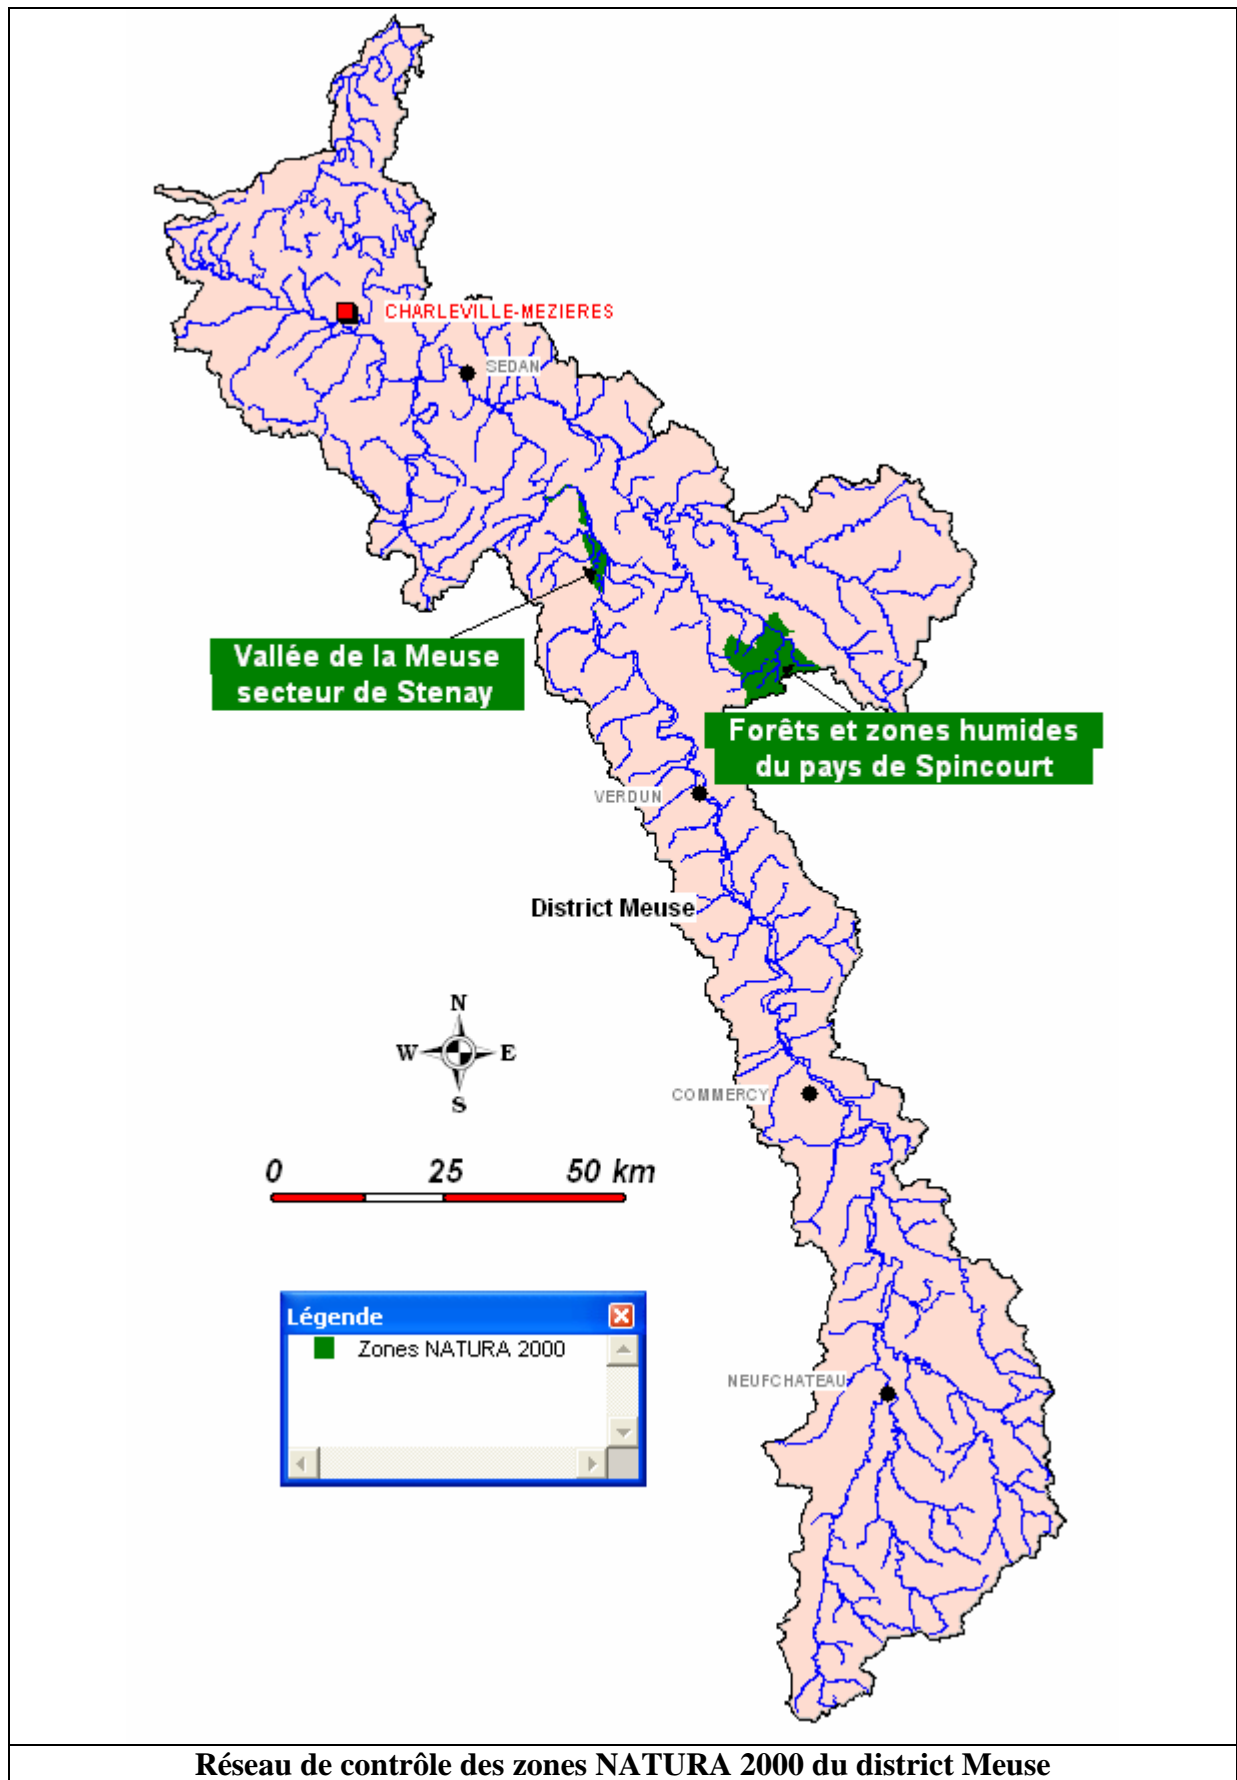 CHARLEVILLE-MEZIERES
SEDAN
Vallée de la Meuse
secteur de Stenay
Forêts et zones humides
du pays de Spincourt
VERDUN
District Meuse
N
W E
S
COMMERCY
0 25 50 km
Légende
Zones NATURA 2000
NEUFCHATEAU
Réseau de contrôle des zones NATURA 2000 du district Meuse